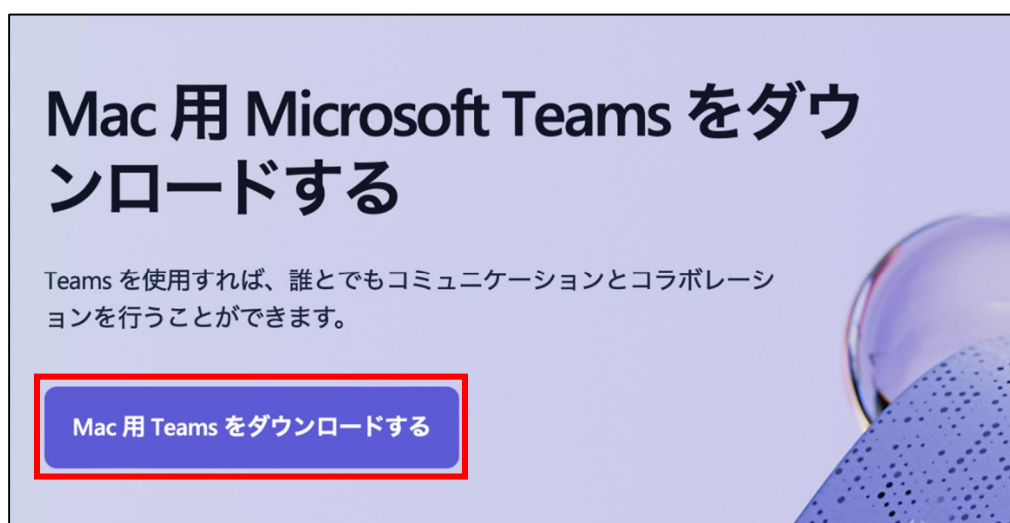 Mac 用 Microsoft Teams をダウ
ンロードする
Teams を使用すれば、誰とでもコミュニケーションとコラボレーシ
ョンを行うことができます。
Mac 用 Teams をダウンロードする